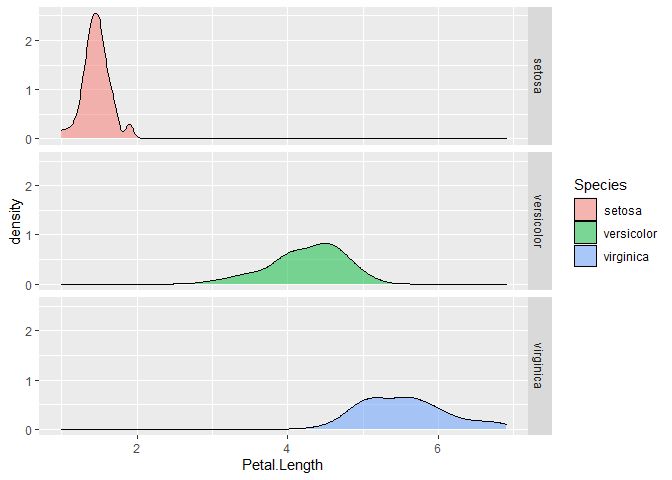 density
2
1
0
setosa
2
1
0
versicolor
2
1
0
virginica
2
4
6
Petal.Length
Species
setosa
versicolor
virginica